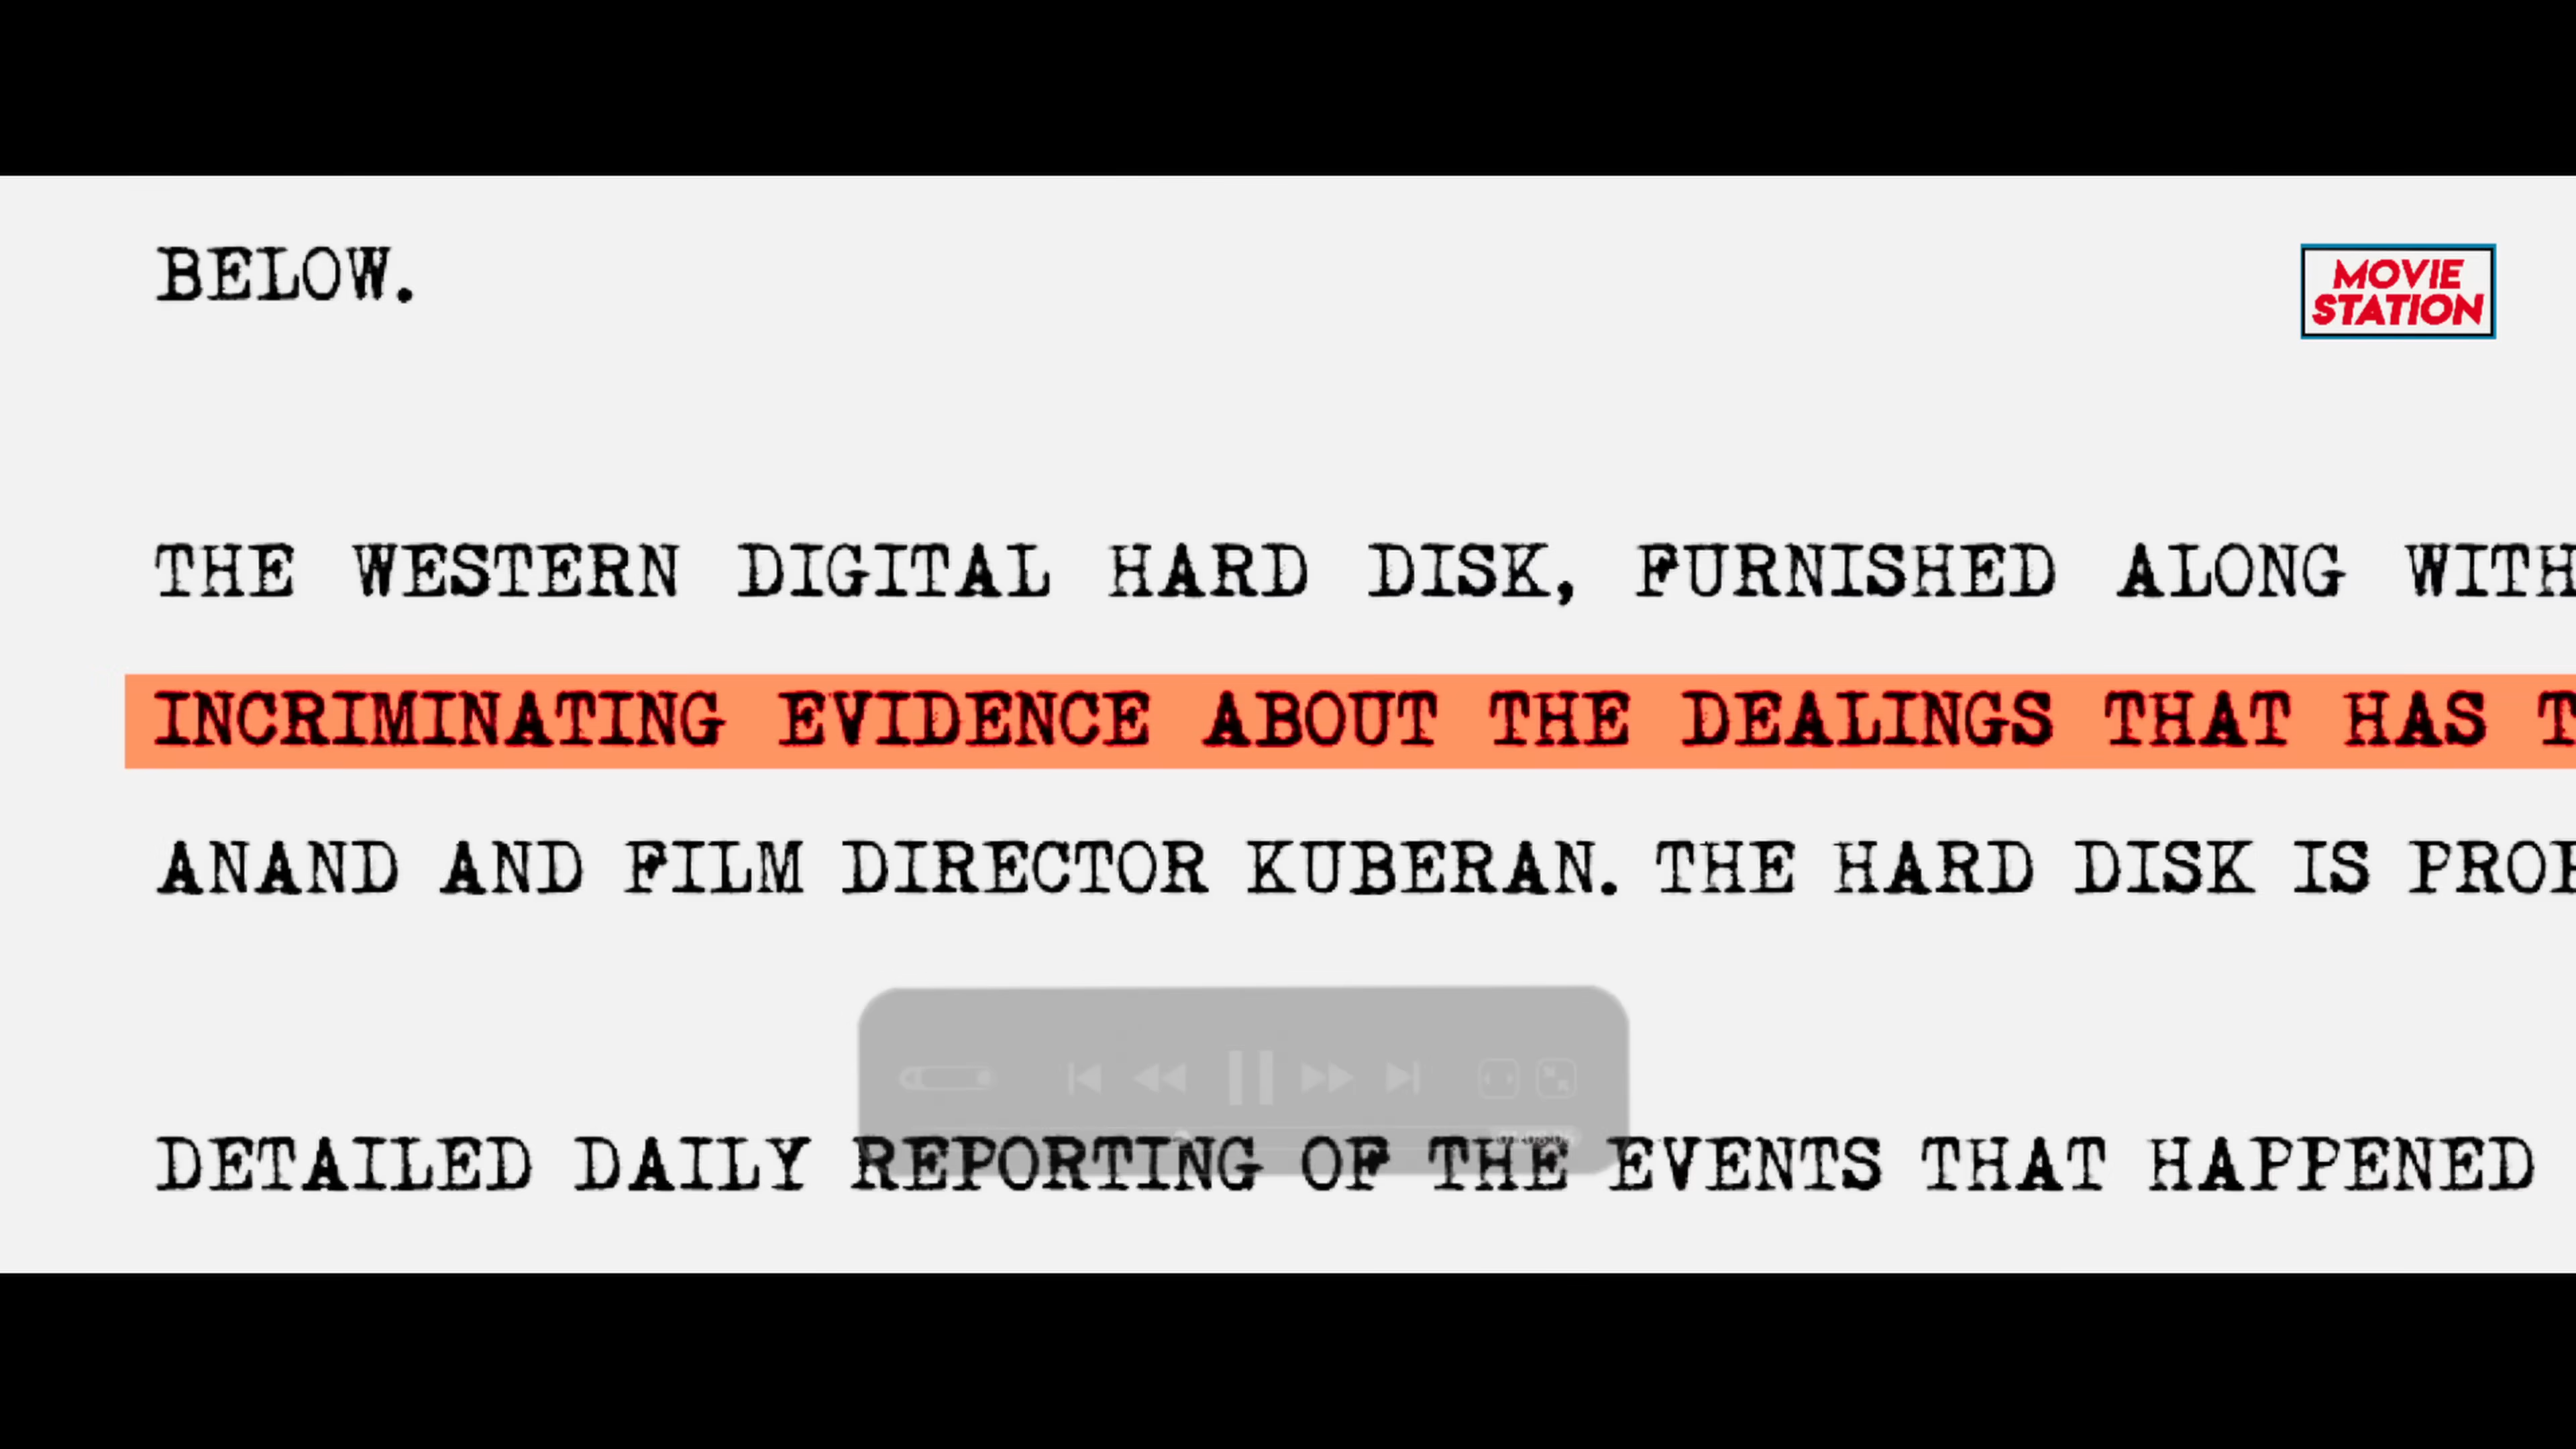 BELOW.
MOVIE
STATION
THE WESTERN DIGITAL HARD DISK, FURNISHED ALONG WITH
INCRIMINATING EVIDENCE ABOUT THE DEALINGS THAT HAS
ANAND AND FILM DIRECTOR KUBERAN. THE HARD DISK IS
DETAILED DAILY REPORTING OF THE EVENTS THAT HAPPENED